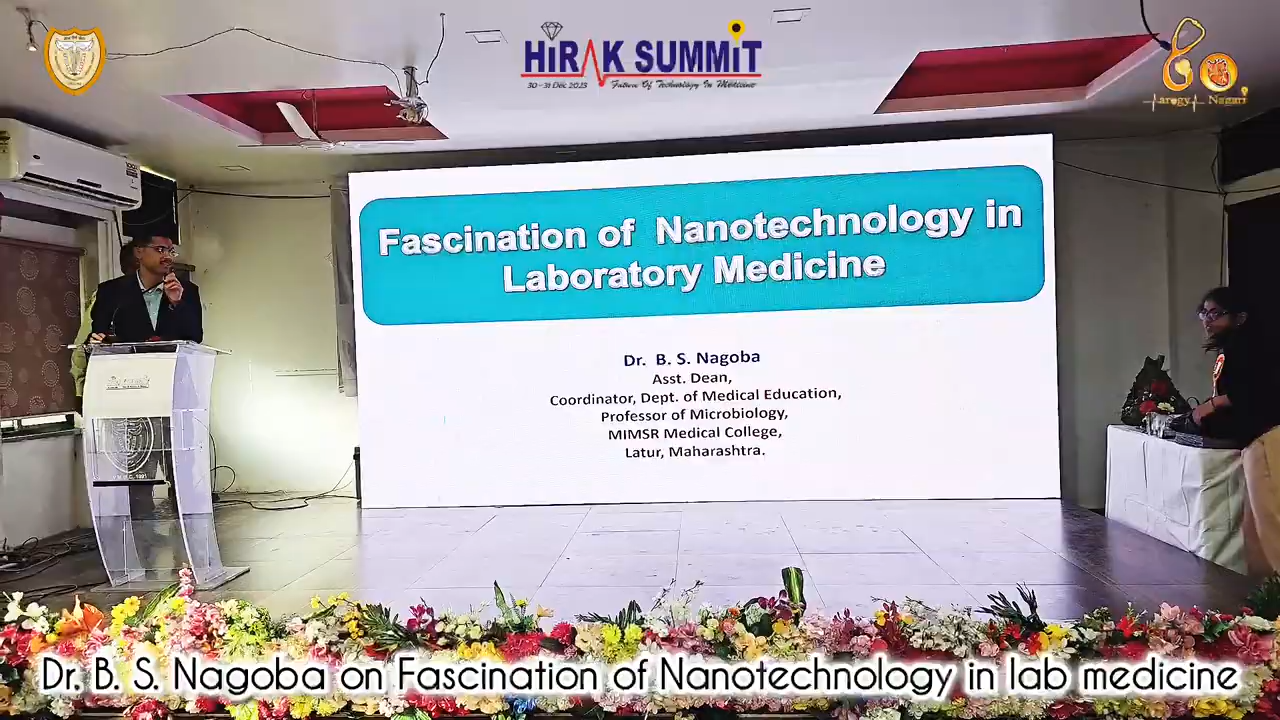 HiRAK SUMMIT
30-31 Dec 2023 Future Of Technology In Medicine
arogy Nagari
Fascination of Nanotechnology in
Laboratory Medicine
Dr. B. S. Nagoba
Asst. Dean,
Coordinator, Dept. of Medical Education,
Professor of Microbiology,
MIMSR Medical College,
Latur, Maharashtra.
Dr. B. S. Nagoba on Fascination of Nanotechnology in lab medicine